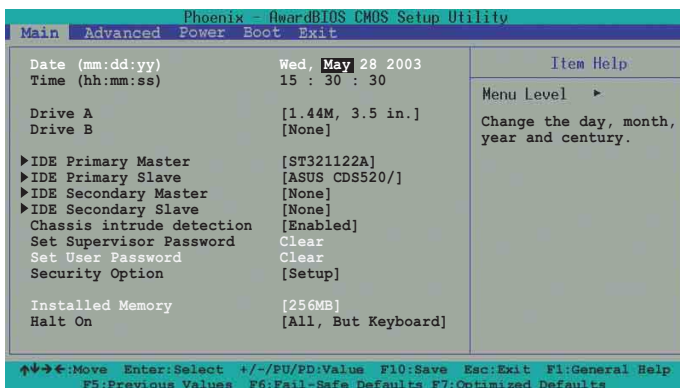 Phoenix - AwardBIOS CMOS Setup Utility
Main Advanced Power Boot Exit
Date (mm:dd:yy) Wed, May 28 2003
Time (hh:mm:ss) 15 : 30 : 30
Drive A [1.44M, 3.5 in.]
Drive B [None]
▶IDE Primary Master [ST321122A]
▶IDE Primary Slave [ASUS CDS520/]
▶IDE Secondary Master [None]
▶IDE Secondary Slave [None]
Chassis intrude detection [Enabled]
Set Supervisor Password Clear
Set User Password Clear
Security Option [Setup]
Installed Memory [256MB]
Halt On [All, But Keyboard]
Item Help
Menu Level ▶
Change the day, month,
year and century.
↑↓→←:Move Enter:Select +/-/PU/PD:Value F10:Save Esc:Exit F1:General Help
F5:Previous Values F6:Fail-Safe Defaults F7:Optimized Defaults